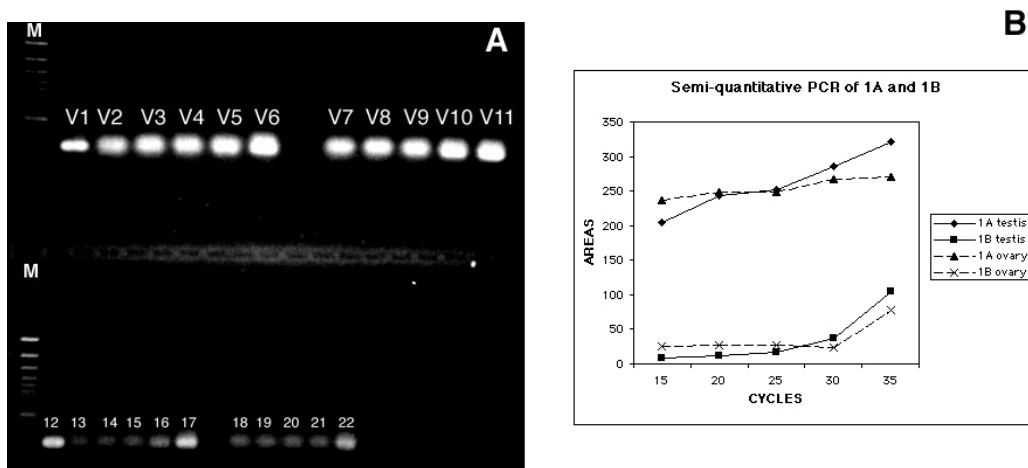 M
A
V1 V2 V3 V4 V5 V6 V7 V8 V9 V10 V11
M
12 13 14 15 16 17 18 19 20 21 22
B
Semi-quantitative PCR of 1A and 1B
350
300
250
200
150
100
50
0
AREAS
15 20 25 30 35
CYCLES
1A testis
1B testis
1A ovary
1B ovary